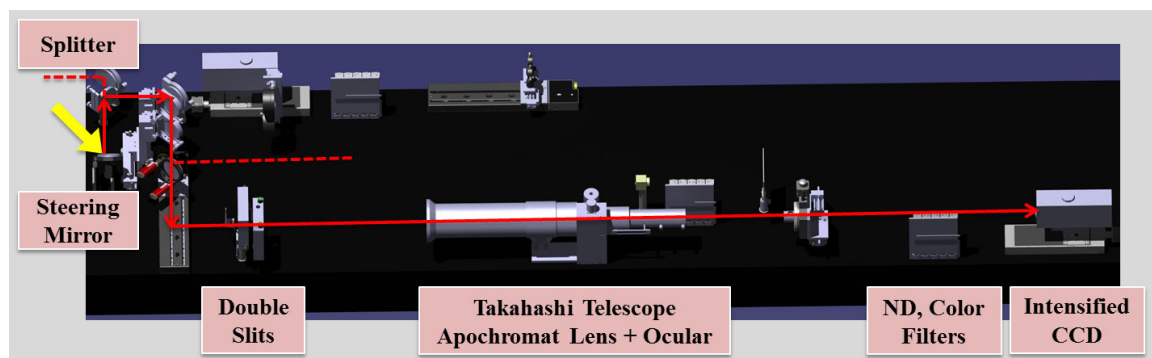 Splitter
Steering
Mirror
Double
Slits
Takahashi Telescope
Apochromat Lens + Ocular
ND, Color
Filters
Intensified
CCD